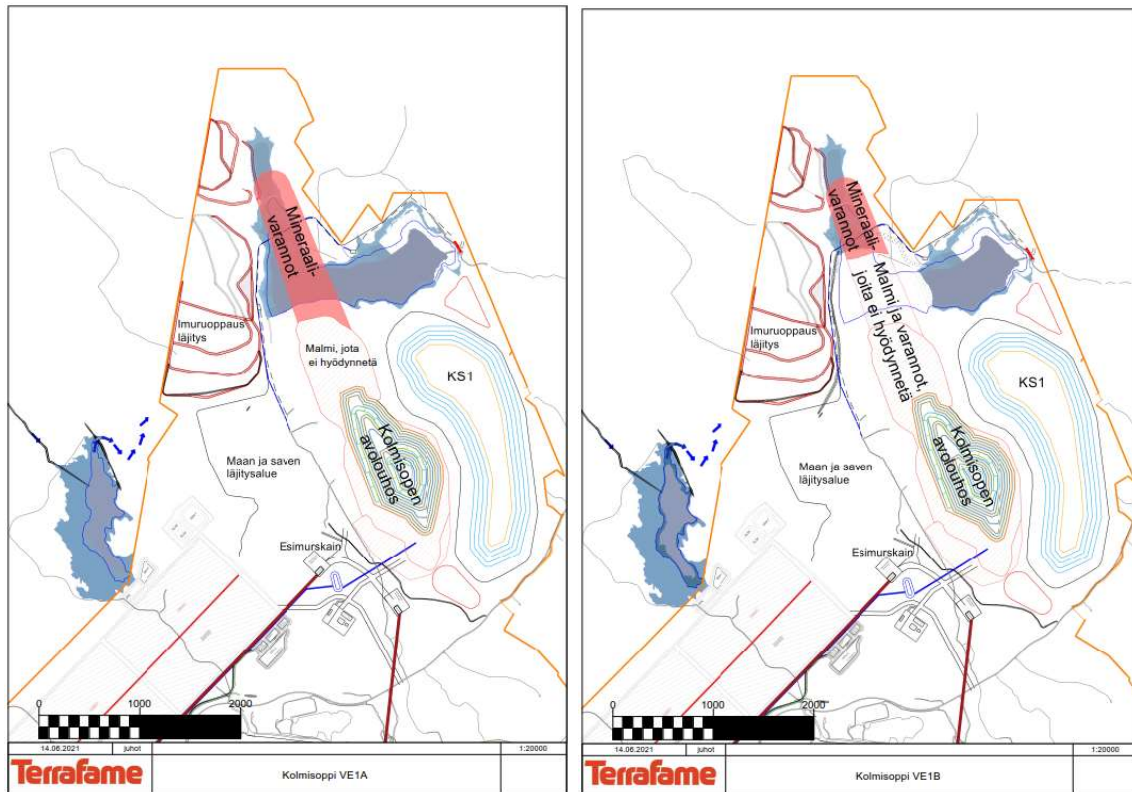 Mineraali-
varannot
Imuruoppaus
läjitys
Malmi, jota
ei hyödynnetä
KS1
Kolmisopen
avolouhos
Maan ja saven
läjitysalue
Esimurskain
0
1000
2000
14.06.2021
juhot
1:20000
Terrafame
Kolmisoppi VE1A
Mineraali-
varannot
Malmi ja varannot,
joita ei hyödynnetä
Imuruoppaus
läjitys
KS1
Kolmisopen
avolouhos
Maan ja saven
läjitysalue
Esimurskain
0
1000
2000
14.06.2021
juhot
1:20000
Terrafame
Kolmisoppi VE1B